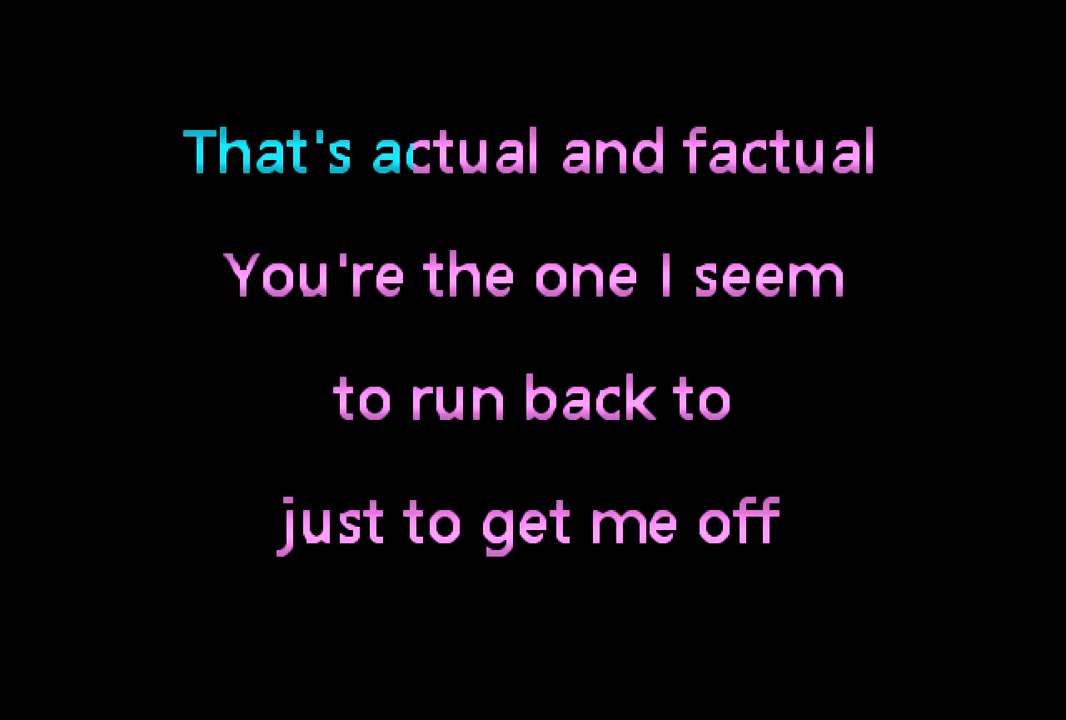 That's actual and factual
You're the one I seem
to run back to
just to get me off